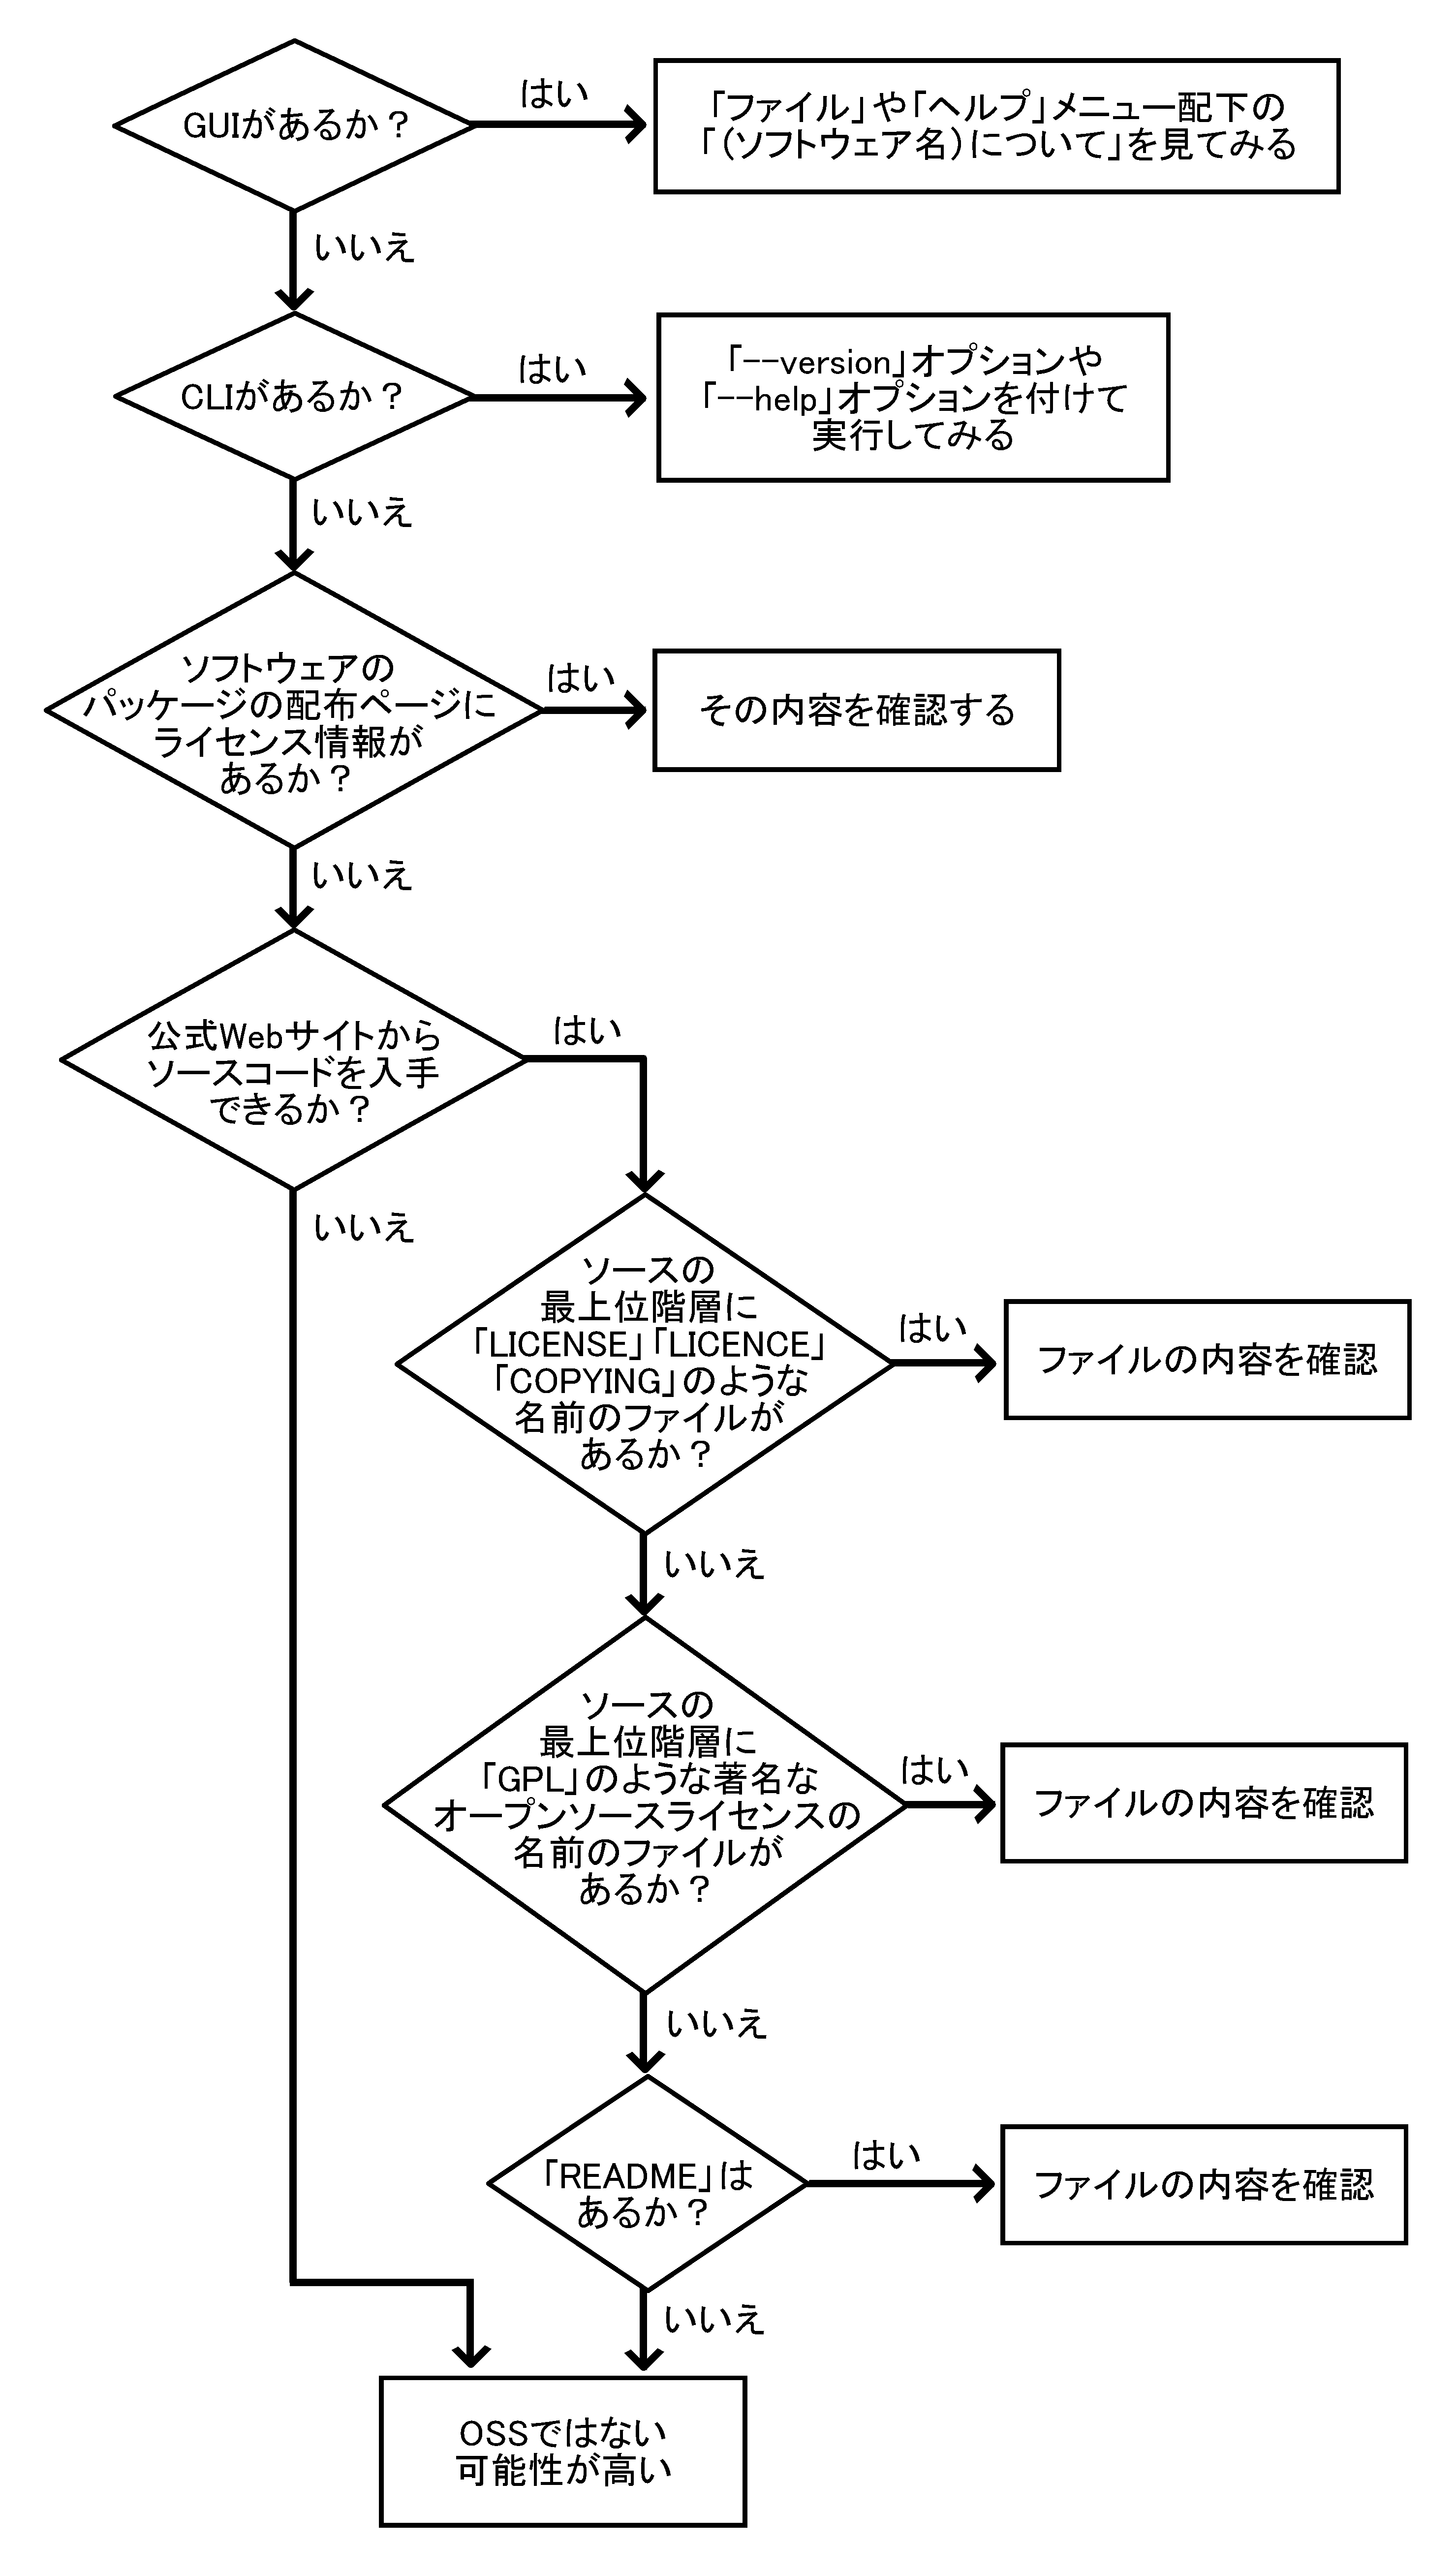 GUIがあるか？
はい
「ファイル」や「ヘルプ」メニュー配下の
「（ソフトウェア名）について」を見てみる
いいえ
CLIがあるか？
はい
「--version」オプションや
「--help」オプションを付けて
実行してみる
いいえ
ソフトウェアの
パッケージの配布ページに
ライセンス情報が
あるか？
はい
その内容を確認する
いいえ
公式Webサイトから
ソースコードを入手
できるか？
はい
いいえ
ソースの
最上位階層に
「LICENSE」「LICENCE」
「COPYING」のような
名前のファイルが
あるか？
はい
ファイルの内容を確認
いいえ
ソースの
最上位階層に
「GPL」のような著名な
オープンソースライセンスの
名前のファイルが
あるか？
はい
ファイルの内容を確認
いいえ
「README」は
あるか？
はい
ファイルの内容を確認
いいえ
OSSではない
可能性が高い